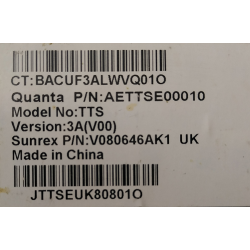 CT:BACUF3ALWVQ01O
Quanta P/N:AETTSE00010
Model No:TTS
Version:3A(V00)
Sunrex P/N:V080646AK1 UK
Made in China
JTTSEUK80801O